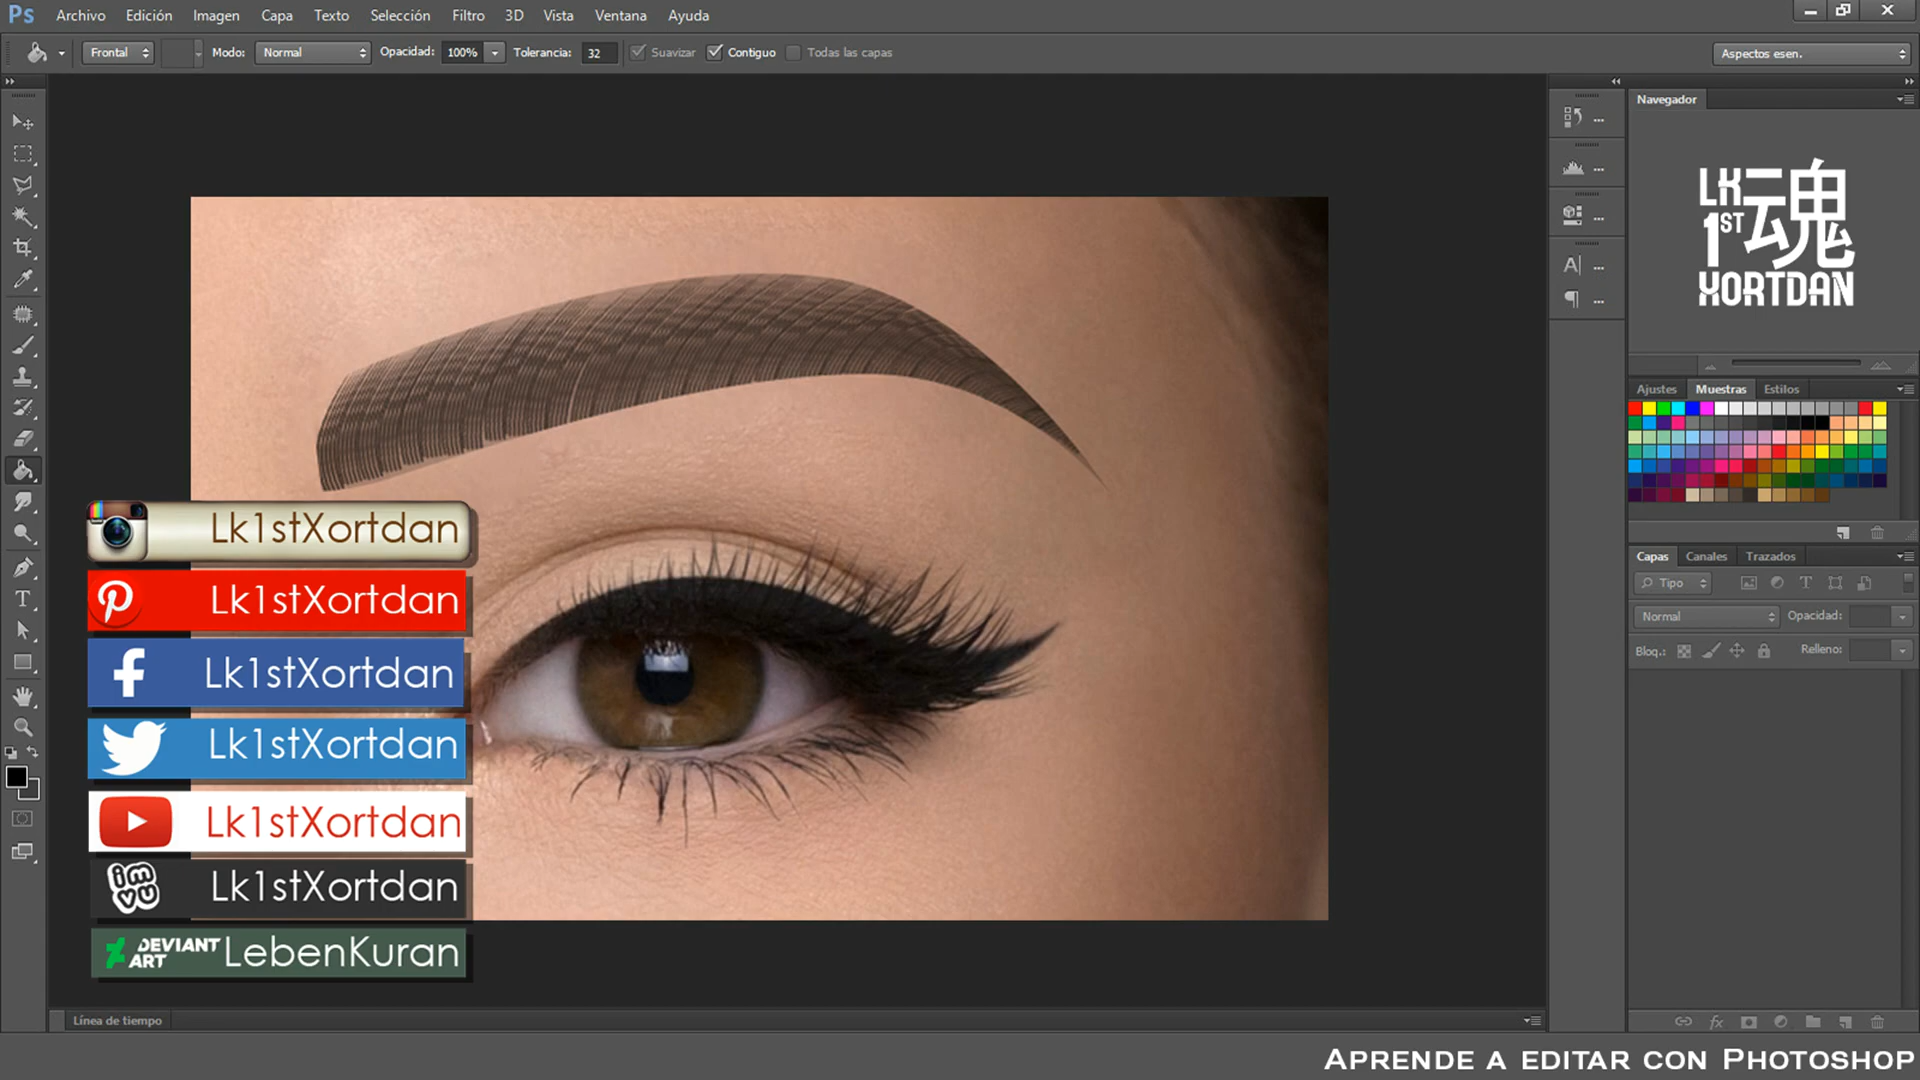 Ps Archivo Edición Imagen Capa Texto Selección Filtro 3D Vista Ventana Ayuda
Frontal Modo: Normal Opacidad: 100% Tolerancia: 32 Suavizar Contiguo Todas las capas Aspectos esen.
Navegador
LK 魂
1ST
XORTDAN
Ajustes Muestras Estilos
Capas Canales Trazados
Tipo
Normal Opacidad:
Bloq.: Relleno:
Lk1stXortdan
Lk1stXortdan
Lk1stXortdan
Lk1stXortdan
Lk1stXortdan
imvu Lk1stXortdan
DEVIANT ART LebenKuran
Línea de tiempo
APRENDE A EDITAR CON PHOTOSHOP